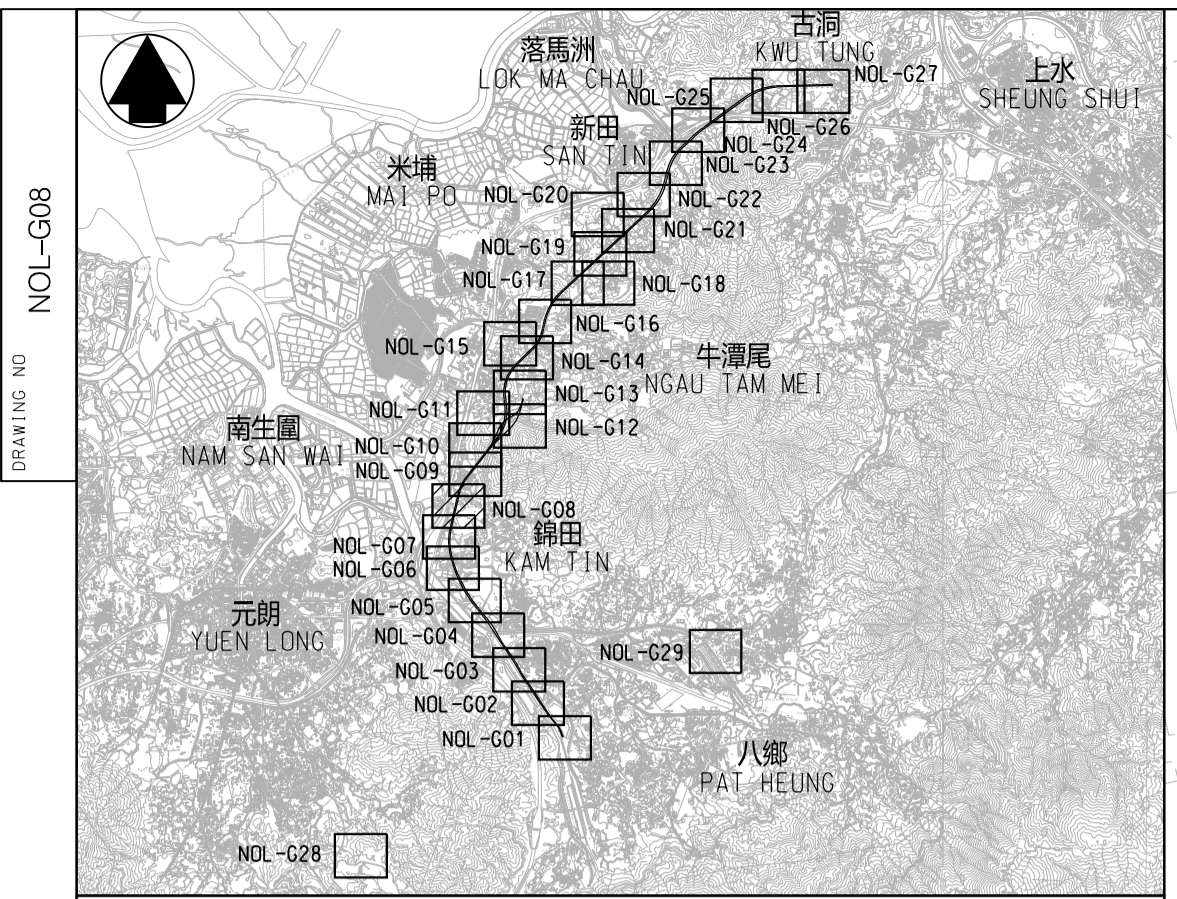 NOL-G08
DRAWING NO
古洞
KWU TUNG
落馬洲
LOK MA CHAU
上水
SHEUNG SHUI
NOL-G27
NOL-G25
NOL-G26
新田
SAN TIN
NOL-G24
NOL-G23
米埔
MAI PO
NOL-G20
NOL-G22
NOL-G21
NOL-G19
NOL-G17
NOL-G18
NOL-G16
NOL-G15
NOL-G14
牛潭尾
NGAU TAM MEI
NOL-G13
NOL-G11
NOL-G12
南生圍
NAM SAN WAI
NOL-G10
NOL-G09
NOL-G08
錦田
KAM TIN
NOL-G07
NOL-G06
元朗
YUEN LONG
NOL-G05
NOL-G04
NOL-G29
NOL-G03
NOL-G02
NOL-G01
八鄉
PAT HEUNG
NOL-G28